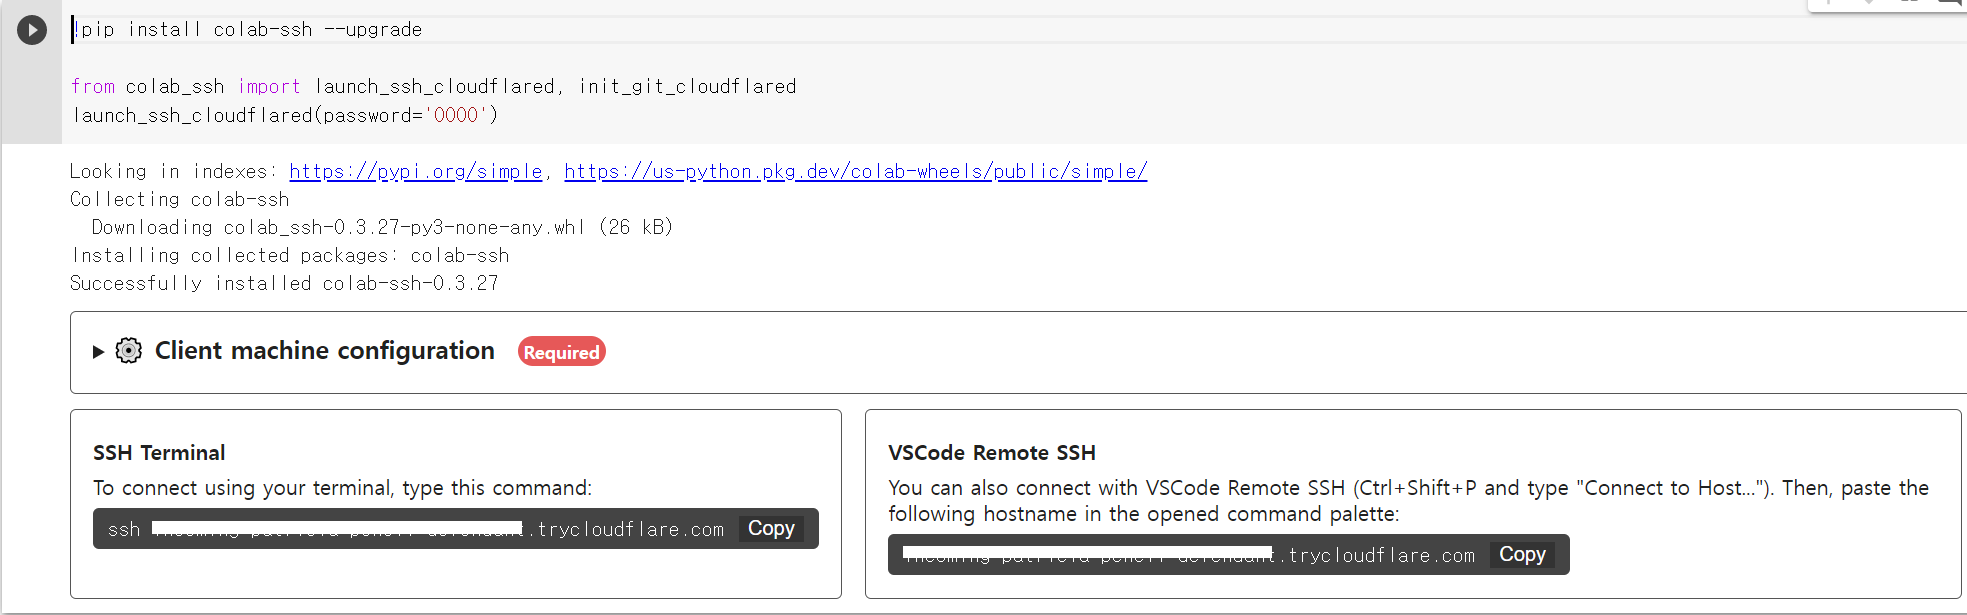 !pip install colab-ssh --upgrade
from colab_ssh import launch_ssh_cloudflared, init_git_cloudflared
launch_ssh_cloudflared(password='0000')
Looking in indexes: https://pypi.org/simple, https://us-python.pkg.dev/colab-wheels/public/simple/
Collecting colab-ssh
Downloading colab_ssh-0.3.27-py3-none-any.whl (26 kB)
Installing collected packages: colab-ssh
Successfully installed colab-ssh-0.3.27
Client machine configuration Required
SSH Terminal
To connect using your terminal, type this command:
ssh .trycloudflare.com Copy
VSCode Remote SSH
You can also connect with VSCode Remote SSH (Ctrl+Shift+P and type "Connect to Host..."). Then, paste the
following hostname in the opened command palette:
.trycloudflare.com Copy